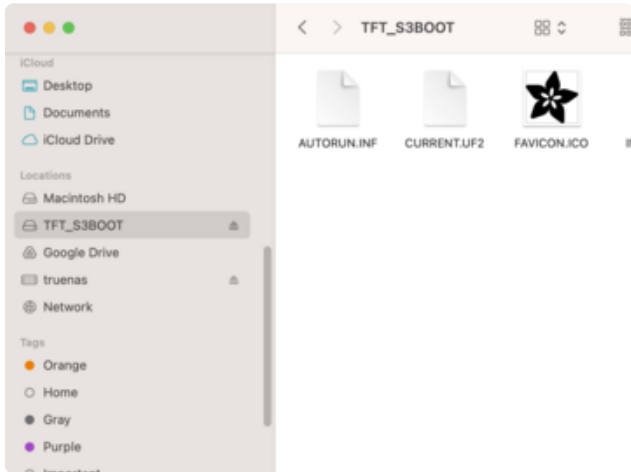 TFT_S3BOOT
iCloud
Desktop
Documents
iCloud Drive
Locations
Macintosh HD
TFT_S3BOOT
Google Drive
truenas
Network
Tags
Orange
Home
Gray
Purple
AUTORUN.INF
CURRENT.UF2
FAVICON.ICO